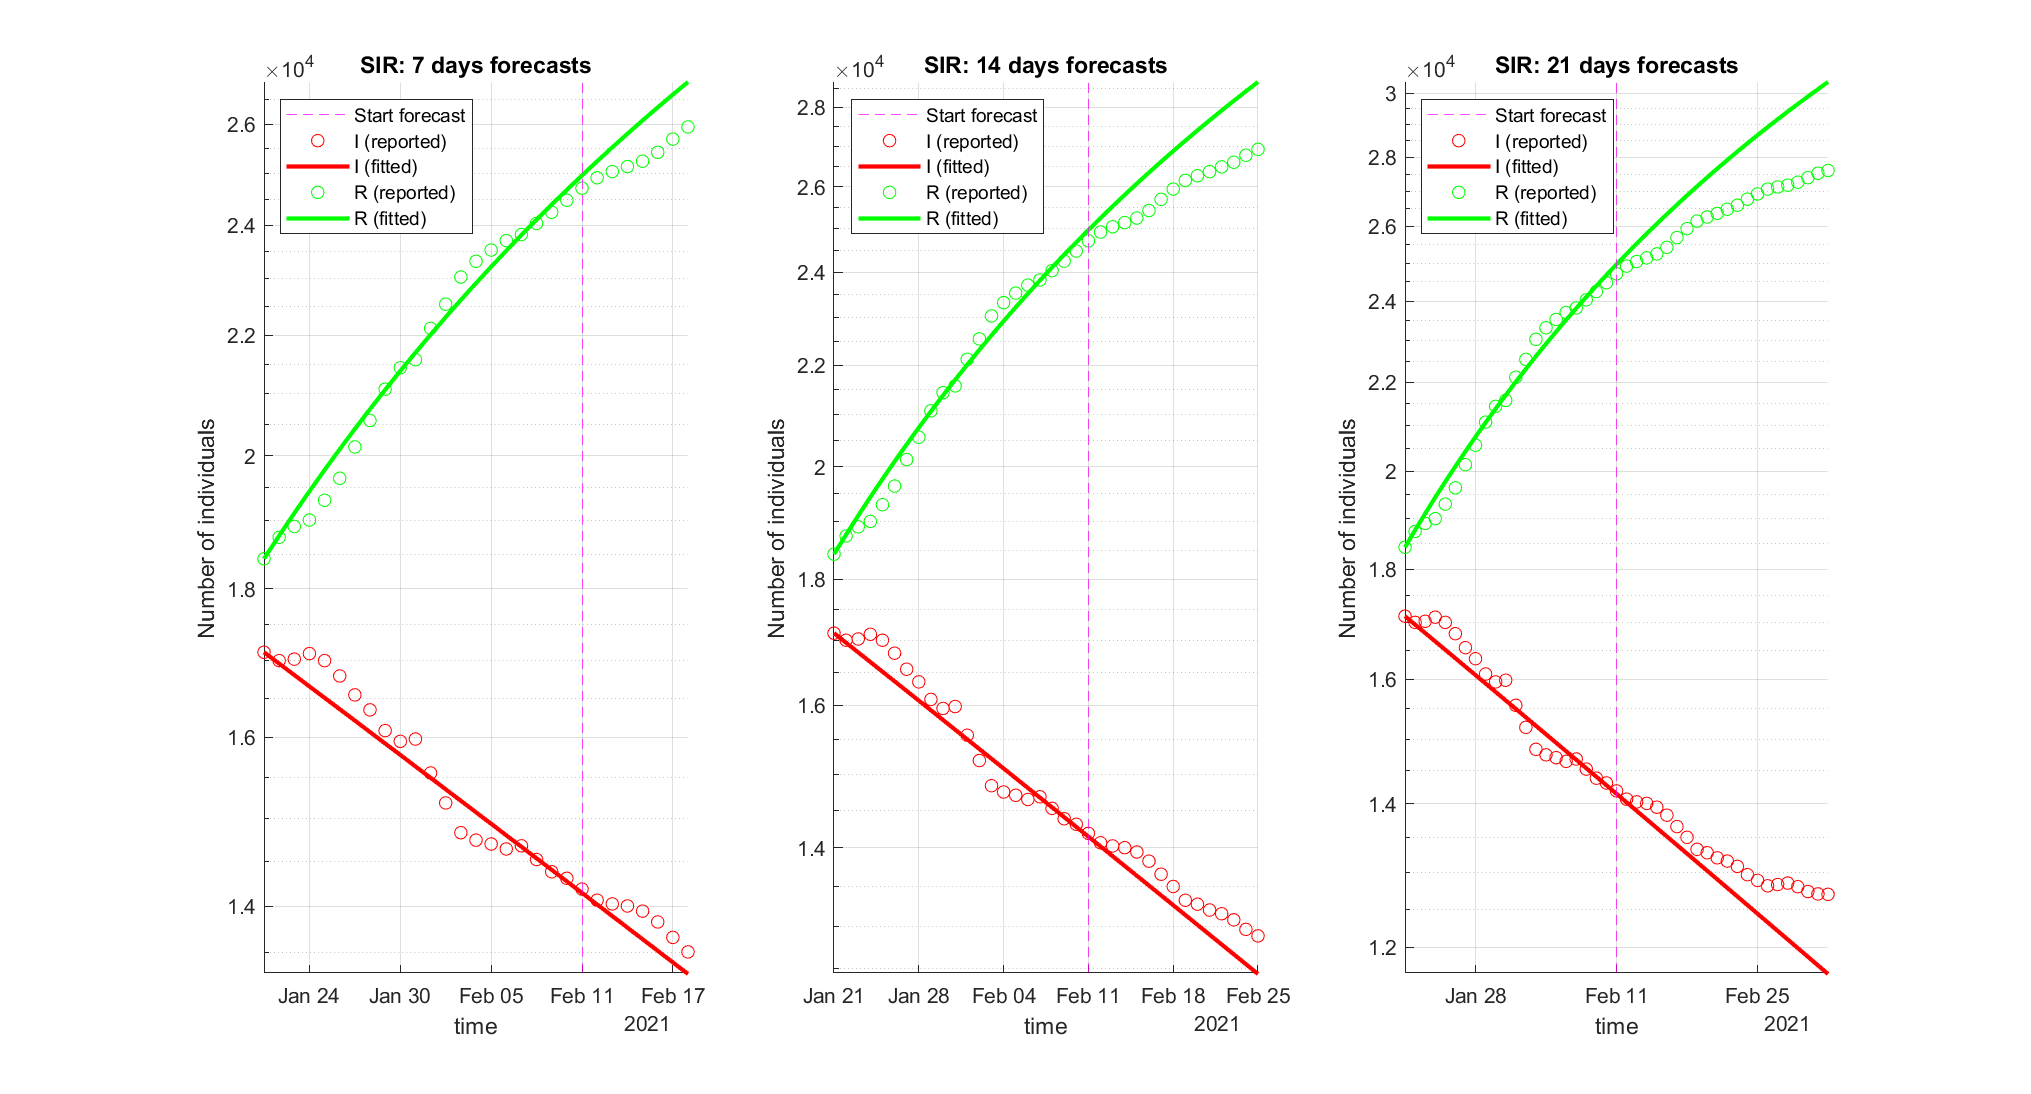 SIR: 7 days forecasts
×10⁴
Start forecast
I (reported)
I (fitted)
R (reported)
R (fitted)
2.6
2.4
2.2
2
1.8
1.6
1.4
Number of individuals
Jan 24 Jan 30 Feb 05 Feb 11 Feb 17
time
2021
SIR: 14 days forecasts
×10⁴
Start forecast
I (reported)
I (fitted)
R (reported)
R (fitted)
2.8
2.6
2.4
2.2
2
1.8
1.6
1.4
Number of individuals
Jan 21 Jan 28 Feb 04 Feb 11 Feb 18 Feb 25
time
2021
SIR: 21 days forecasts
×10⁴
Start forecast
I (reported)
I (fitted)
R (reported)
R (fitted)
3
2.8
2.6
2.4
2.2
2
1.8
1.6
1.4
1.2
Number of individuals
Jan 28 Feb 11 Feb 25
time
2021